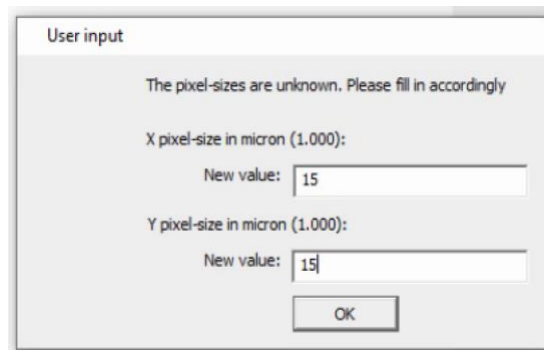 User input
The pixel-sizes are unknown. Please fill in accordingly
X pixel-size in micron (1.000):
New value: 15
Y pixel-size in micron (1.000):
New value: 15
OK